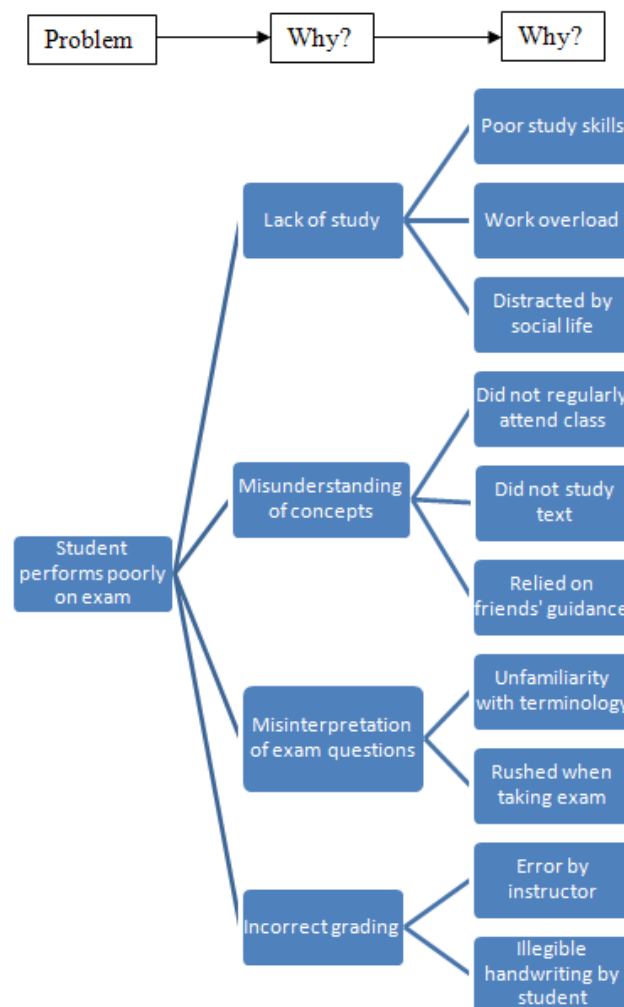 Problem
Why?
Why?
Student
performs poorly
on exam
Lack of study
Poor study skills
Work overload
Distracted by
social life
Misunderstanding
of concepts
Did not regularly
attend class
Did not study
text
Relied on
friends' guidance
Misinterpretation
of exam questions
Unfamiliarity
with terminology
Rushed when
taking exam
Incorrect grading
Error by
instructor
Illegible
handwriting by
student